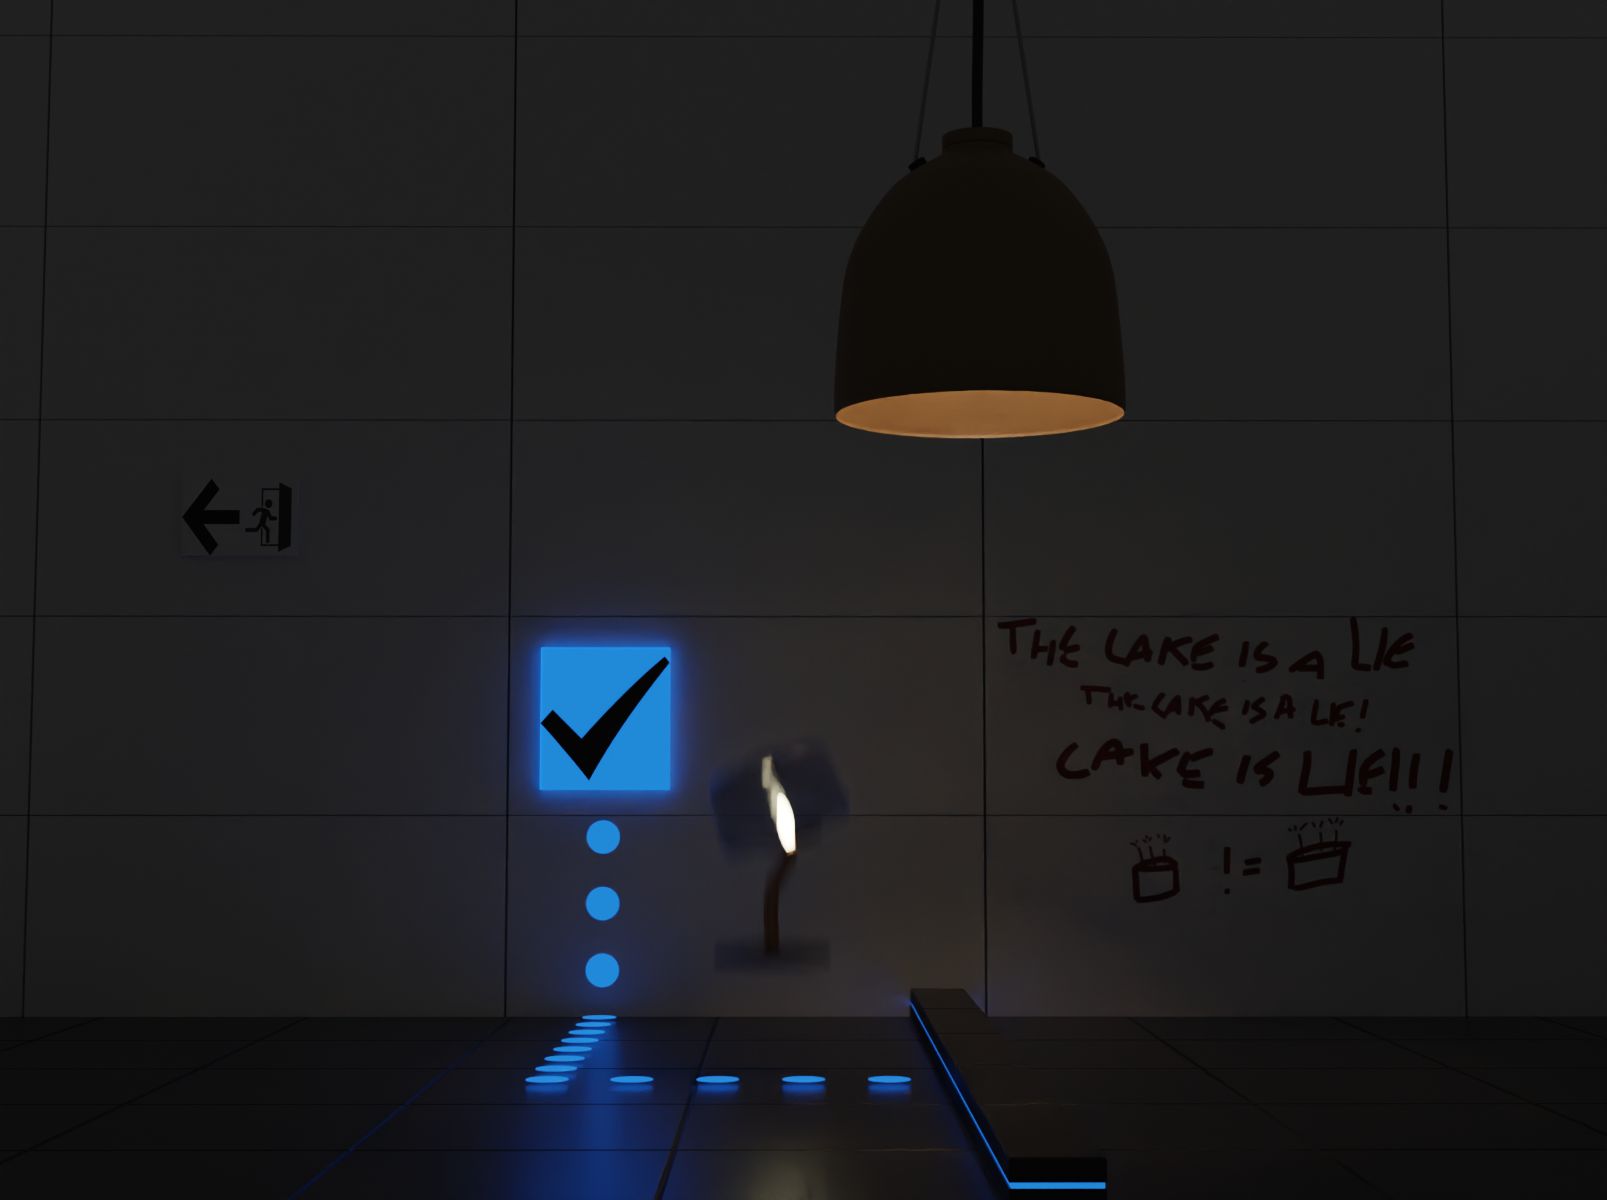 THE CAKE IS A LIE
THE CAKE IS A LIE!
CAKE IS LIE!!!
!=